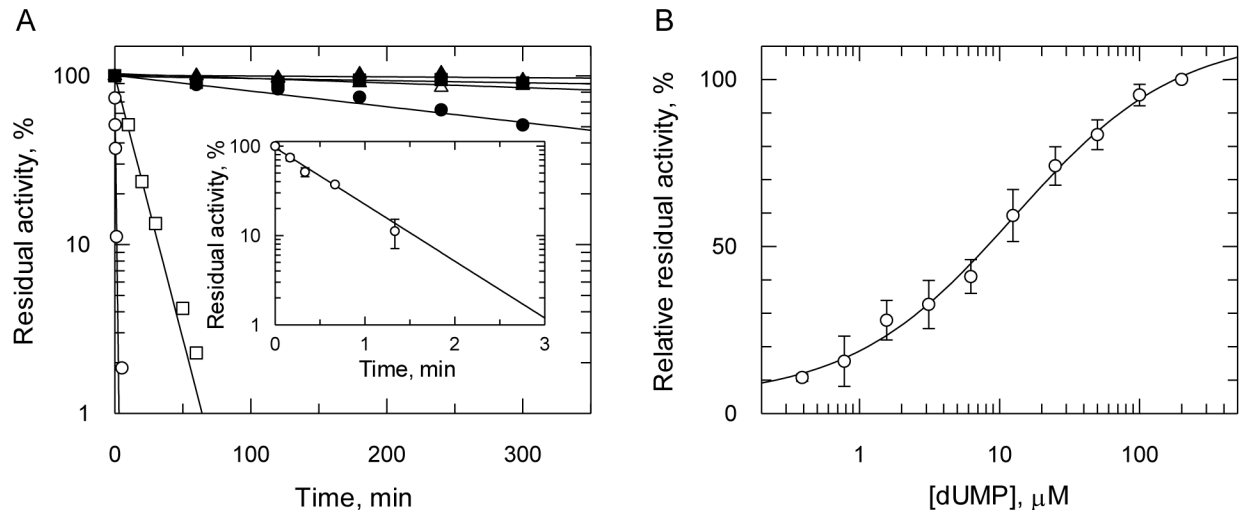 A
Residual activity, %
100
10
1
0
100
200
300
Time, min
Residual activity, %
100
10
1
0
1
2
3
Time, min
B
Relative residual activity, %
100
50
0
1
10
100
[dUMP], μM